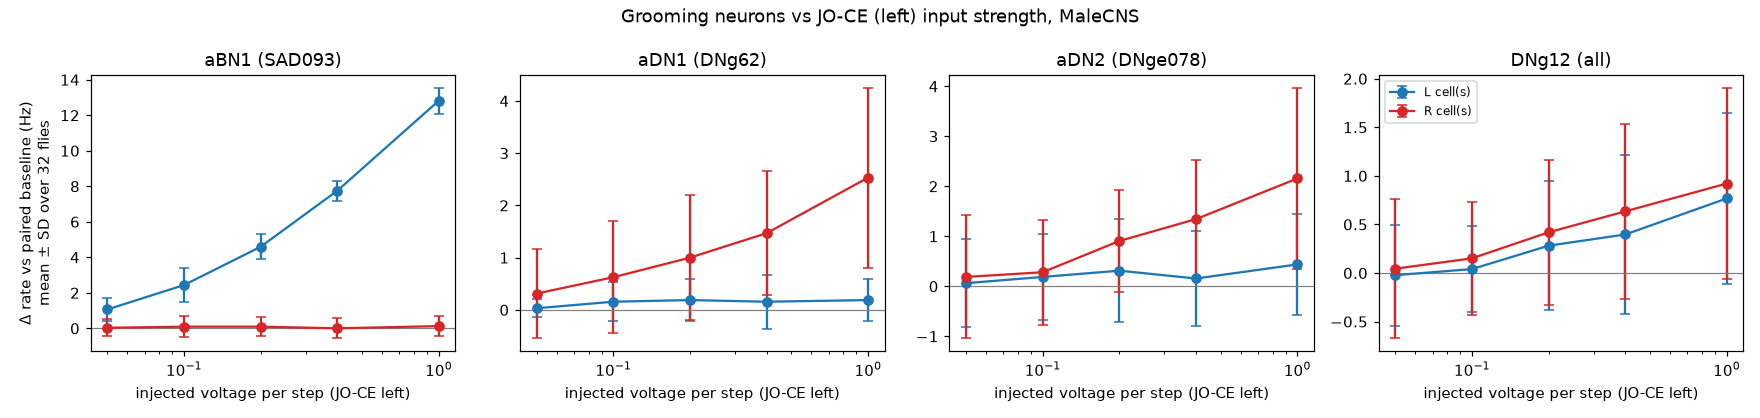 Grooming neurons vs JO-CE (left) input strength, MaleCNS
aBN1 (SAD093)
Δ rate vs paired baseline (Hz)
mean ± SD over 32 flies
14
12
10
8
6
4
2
0
10⁻¹
10⁰
injected voltage per step (JO-CE left)
aDN1 (DNg62)
4
3
2
1
0
10⁻¹
10⁰
injected voltage per step (JO-CE left)
aDN2 (DNge078)
4
3
2
1
0
−1
10⁻¹
10⁰
injected voltage per step (JO-CE left)
DNg12 (all)
L cell(s)
R cell(s)
2.0
1.5
1.0
0.5
0.0
−0.5
10⁻¹
10⁰
injected voltage per step (JO-CE left)